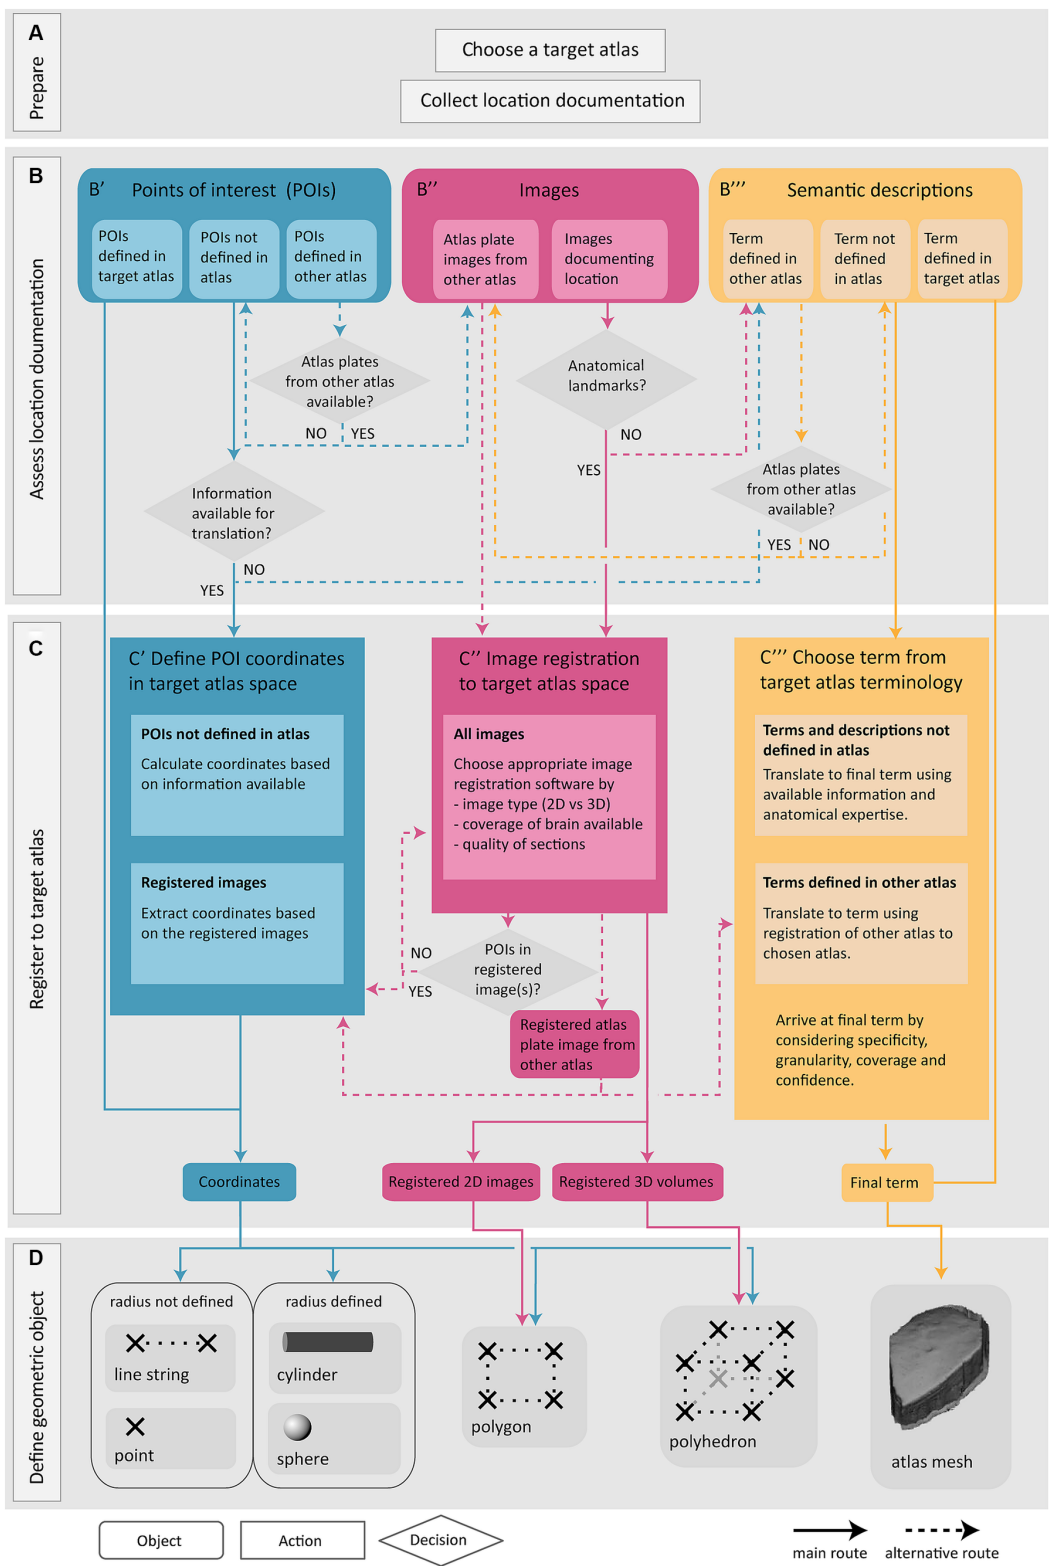 A
Prepare
Choose a target atlas
Collect location documentation
B
Assess location doumentation
B′ Points of interest (POIs)
POIs
defined in
target atlas
POIs not
defined in
atlas
POIs
defined in
other atlas
B′′ Images
Atlas plate
images from
other atlas
Images
documenting
location
B′′′ Semantic descriptions
Term
defined in
other atlas
Term not
defined
in atlas
Term
defined in
target atlas
Atlas plates
from other atlas
available?
NO YES
Anatomical
landmarks?
NO
YES
Atlas plates
from other atlas
available?
YES NO
Information
available for
translation?
NO
YES
C
Register to target atlas
C′ Define POI coordinates
in target atlas space
POIs not defined in atlas
Calculate coordinates based
on information available
Registered images
Extract coordinates based
on the registered images
C′′ Image registration
to target atlas space
All images
Choose appropriate image
registration software by
- image type (2D vs 3D)
- coverage of brain available
- quality of sections
C′′′ Choose term from
target atlas terminology
Terms and descriptions not
defined in atlas
Translate to final term using
available information and
anatomical expertise.
Terms defined in other atlas
Translate to term using
registration of other atlas to
chosen atlas.
Arrive at final term by
considering specificity,
granularity, coverage and
confidence.
NO
YES
POIs in
registered
image(s)?
Registered atlas
plate image from
other atlas
Coordinates
Registered 2D images
Registered 3D volumes
Final term
D
Define geometric object
radius not defined
line string
point
radius defined
cylinder
sphere
polygon
polyhedron
atlas mesh
Object
Action
Decision
main route
alternative route